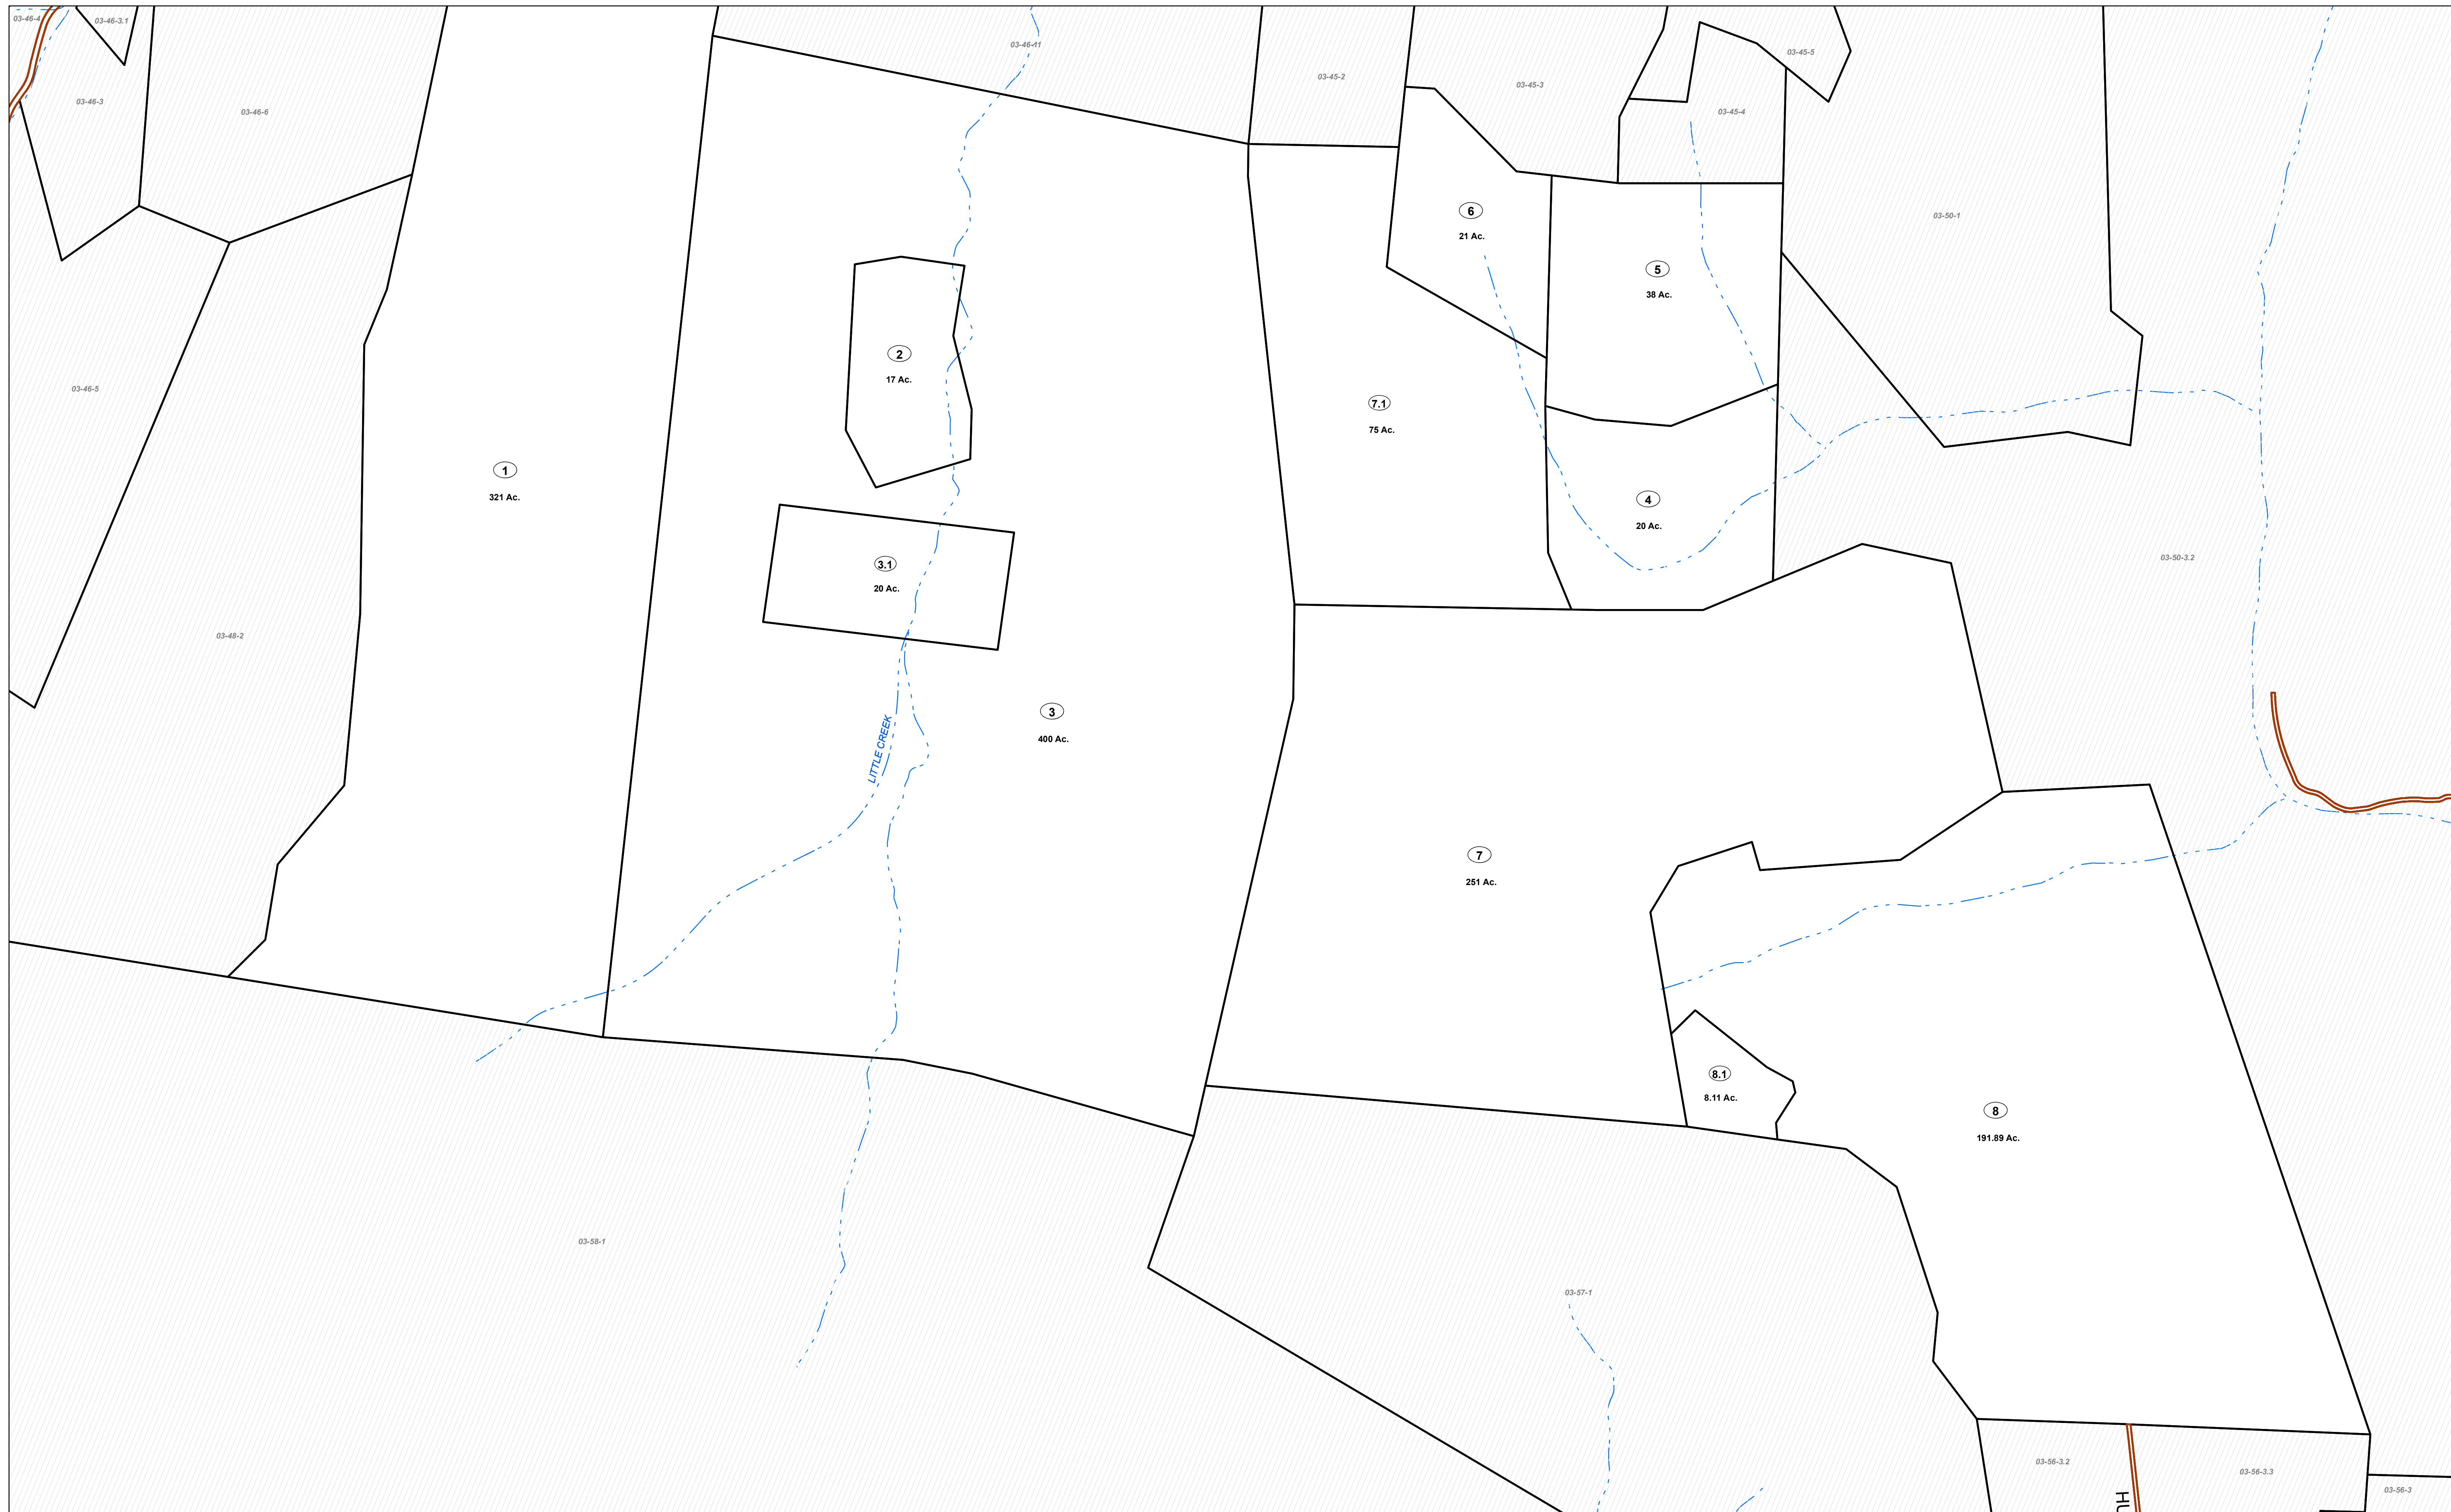 03-46-4
03-46-3.1
03-46-11
03-45-2
03-45-3
03-45-5
03-45-4
03-46-3
03-46-6
6
21 Ac.
03-50-1
5
38 Ac.
2
17 Ac.
03-46-5
7.1
75 Ac.
1
321 Ac.
4
20 Ac.
3.1
20 Ac.
03-50-3.2
03-48-2
3
400 Ac.
LITTLE CREEK
7
251 Ac.
8.1
8.11 Ac.
8
191.89 Ac.
03-58-1
03-57-1
03-56-3.2
03-56-3.3
03-56-3
HU